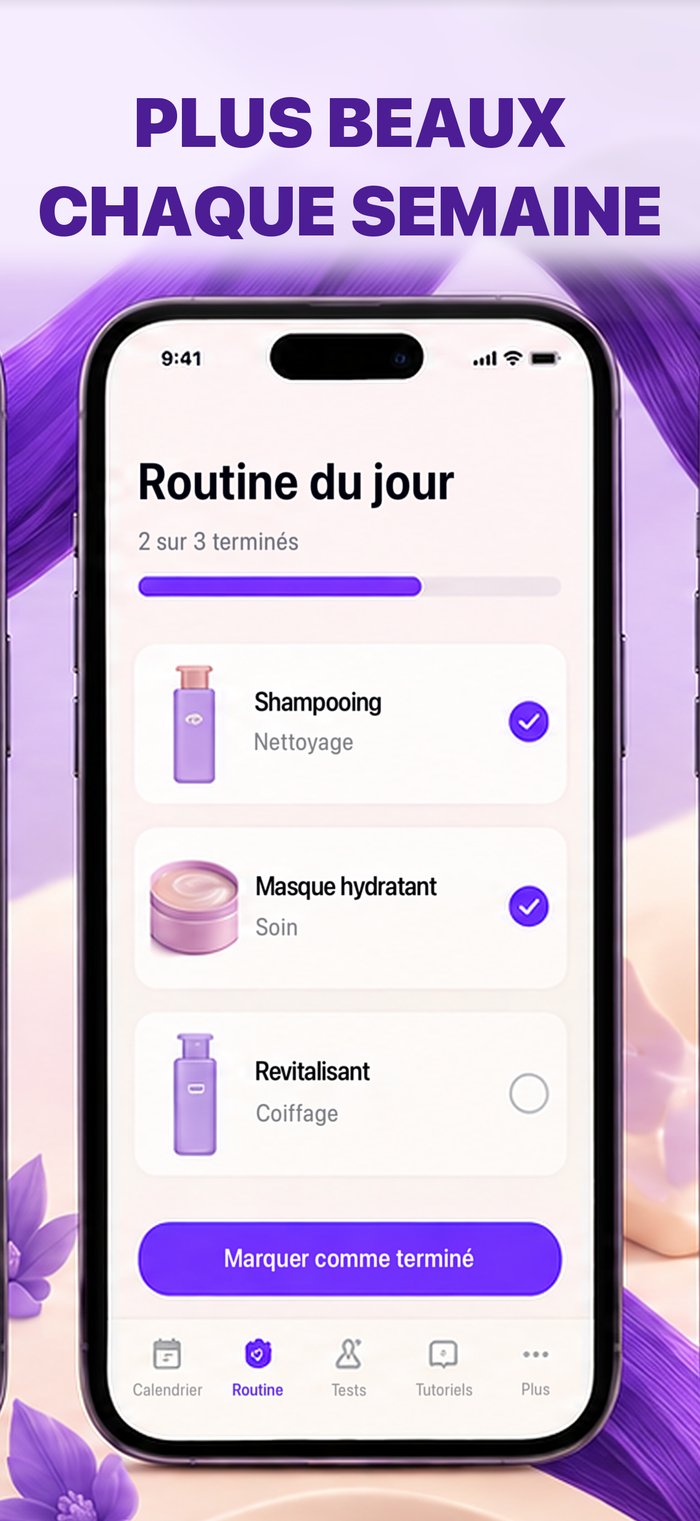 PLUS BEAUX
CHAQUE SEMAINE
9:41
Routine du jour
2 sur 3 terminés
Shampooing
Nettoyage
Masque hydratant
Soin
Revitalisant
Coiffage
Marquer comme terminé
Calendrier
Routine
Tests
Tutoriels
Plus